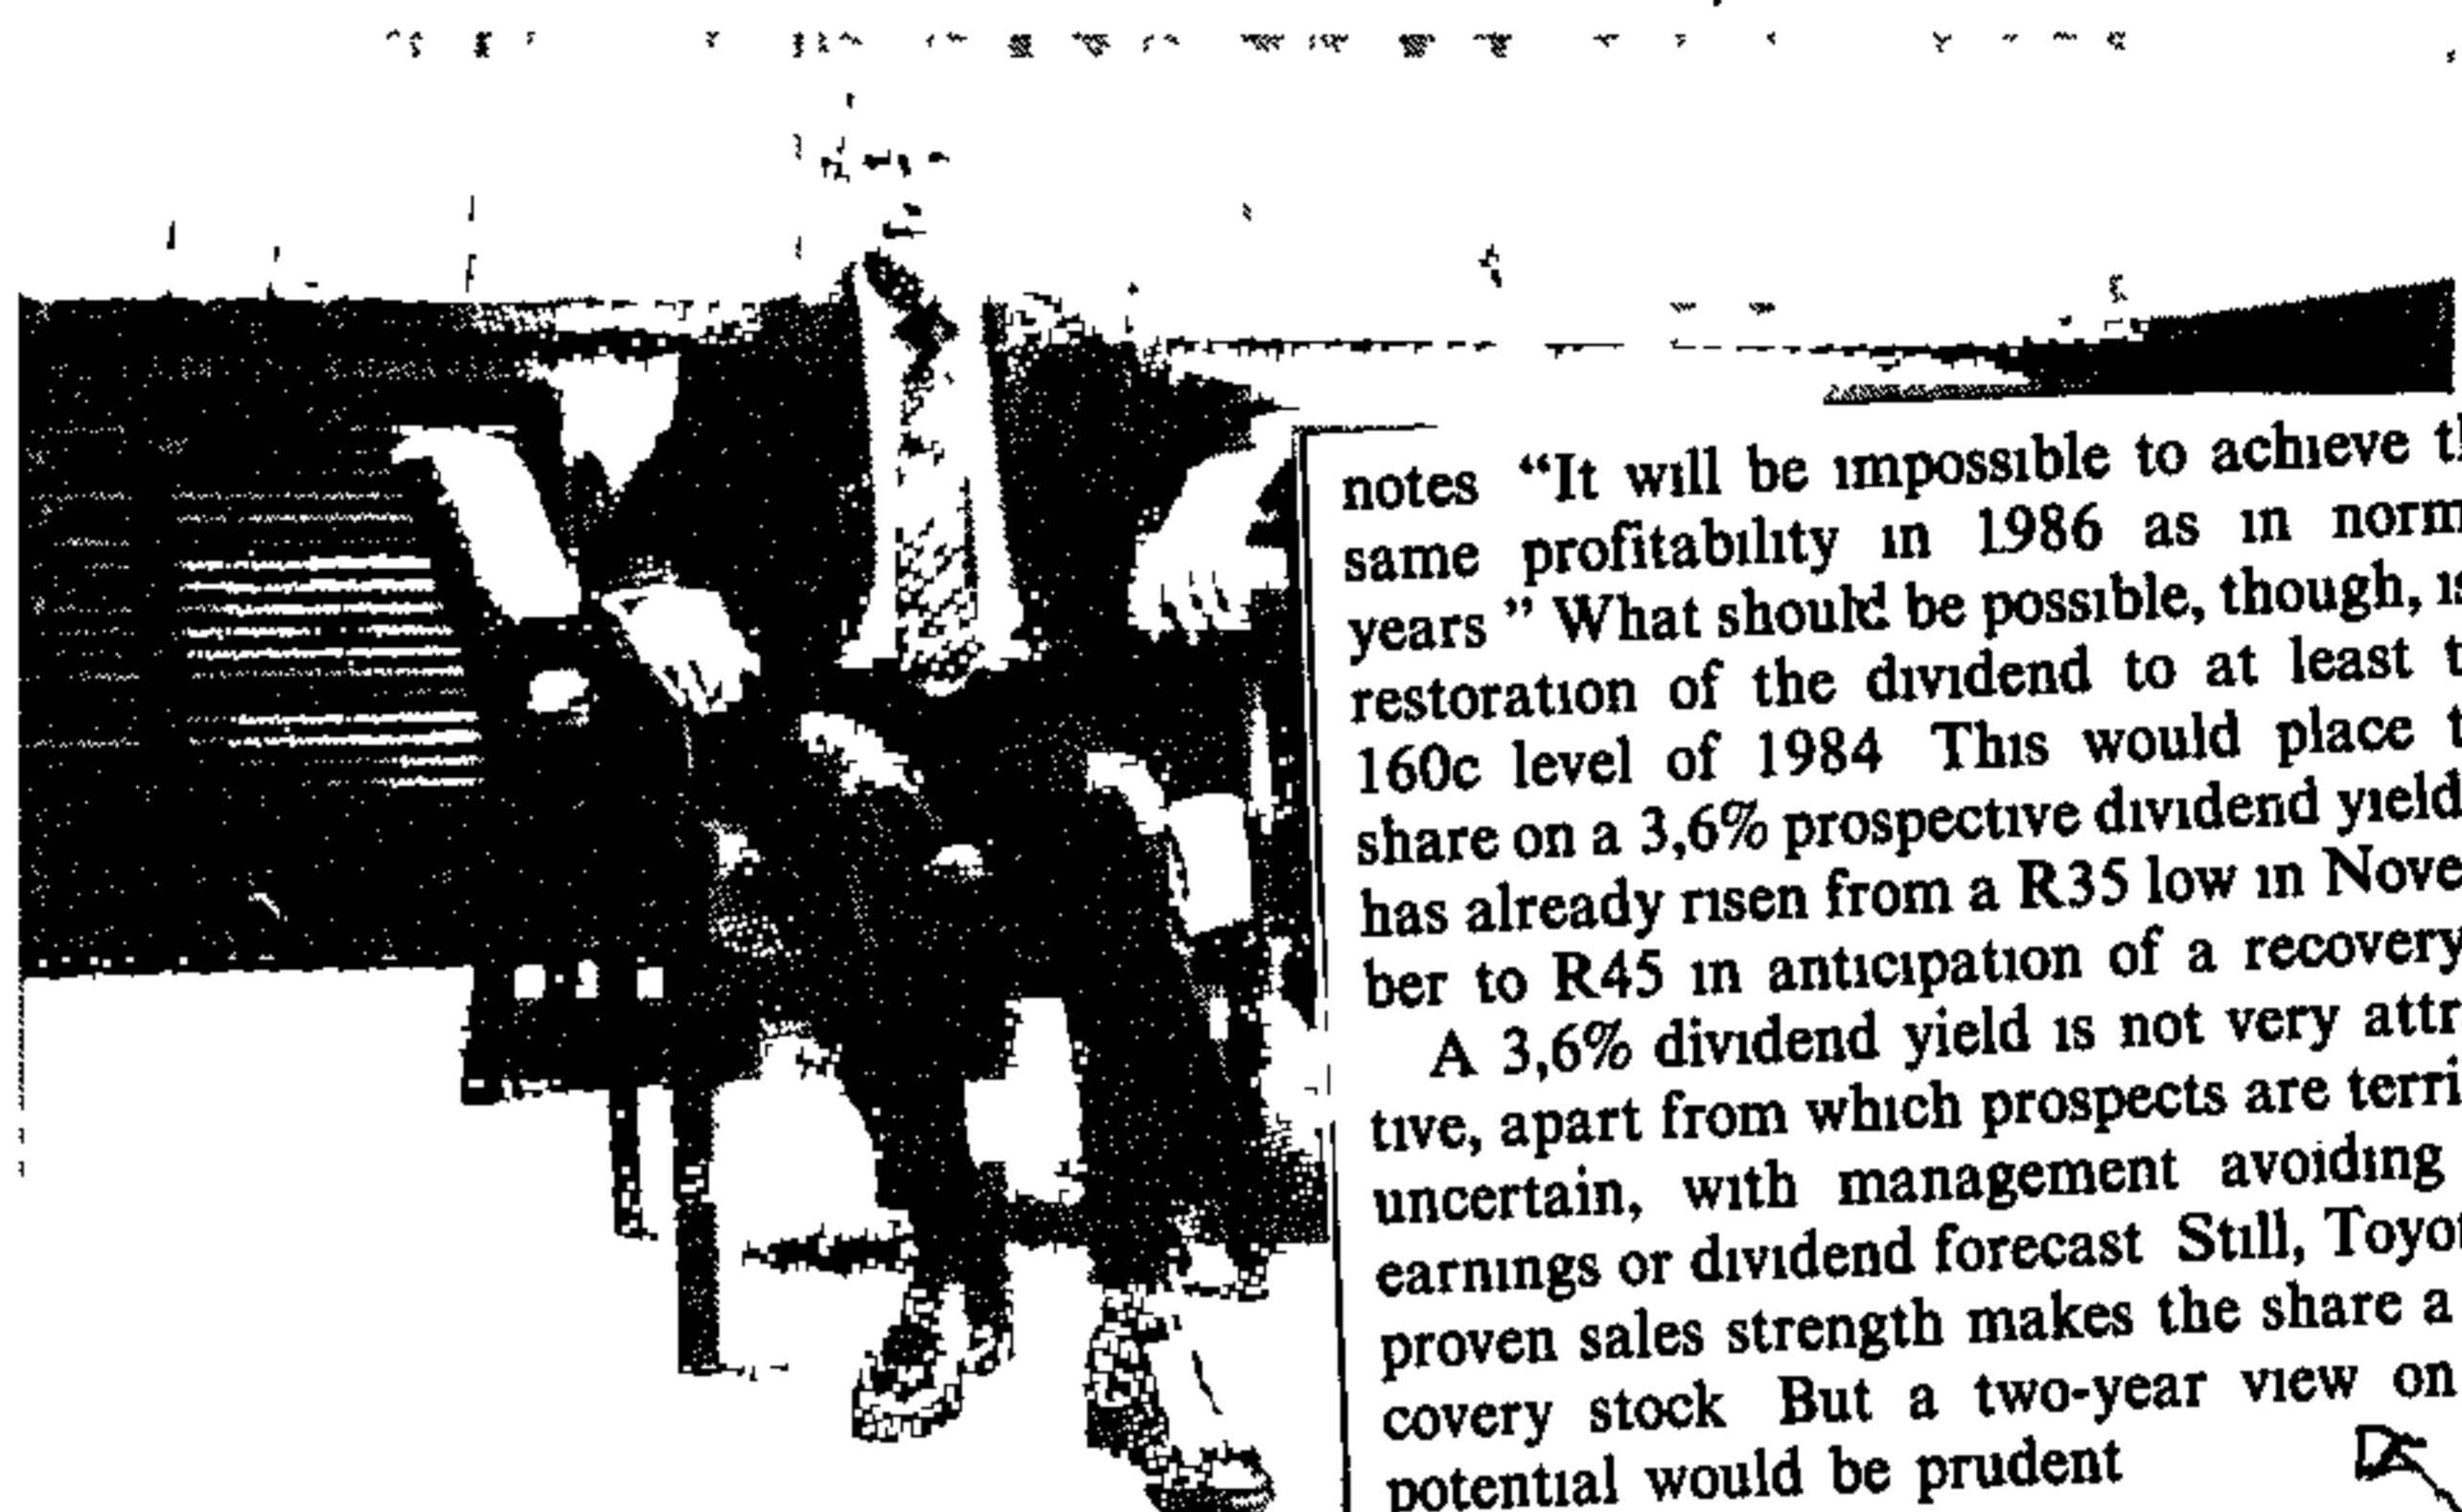 notes “It will be impossible to achieve th
same profitability in 1986 as in norm
years ” What should be possible, though, is
restoration of the dividend to at least t
160c level of 1984 This would place t
share on a 3,6% prospective dividend yield
has already risen from a R35 low in Nove
ber to R45 in anticipation of a recovery
A 3,6% dividend yield is not very attr
tive, apart from which prospects are terri
uncertain, with management avoiding
earnings or dividend forecast Still, Toyot
proven sales strength makes the share a
covery stock But a two-year view on
potential would be prudent